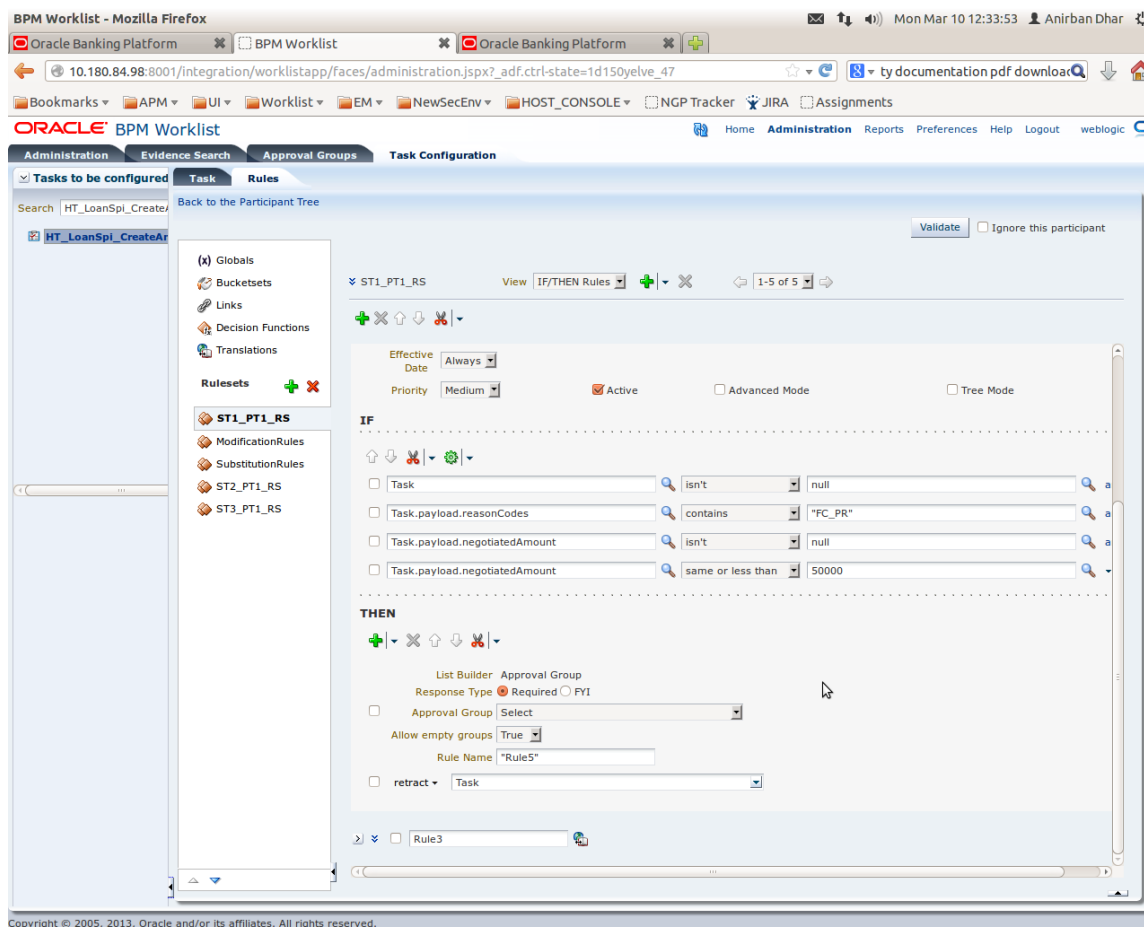 BPM Worklist - Mozilla Firefox
Mon Mar 10 12:33:53 Anirban Dhar
Oracle Banking Platform BPM Worklist Oracle Banking Platform
10.180.84.98:8001/integration/worklistapp/faces/administration.jspx?_adf.ctrl-state=1d150yelve_47
ty documentation pdf downloac
Bookmarks APM UI Worklist EM NewSecEnv HOST_CONSOLE NGP Tracker JIRA Assignments
ORACLE BPM Worklist
Home Administration Reports Preferences Help Logout weblogic
Administration Evidence Search Approval Groups Task Configuration
Tasks to be configured
Task Rules
Search HT_LoanSpi_CreateA
Back to the Participant Tree
HT_LoanSpi_CreateAr
Validate Ignore this participant
(x) Globals
Bucketsets
Links
Decision Functions
Translations
Rulesets
ST1_PT1_RS
ModificationRules
SubstitutionRules
ST2_PT1_RS
ST3_PT1_RS
ST1_PT1_RS View IF/THEN Rules 1-5 of 5
Effective Date Always
Priority Medium Active Advanced Mode Tree Mode
IF
Task isn't null a
Task.payload.reasonCodes contains "FC_PR" a
Task.payload.negotiatedAmount isn't null a
Task.payload.negotiatedAmount same or less than 50000
THEN
List Builder Approval Group
Response Type Required FYI
Approval Group Select
Allow empty groups True
Rule Name "Rule5"
retract Task
Rule3
Copyright © 2005, 2013, Oracle and/or its affiliates. All rights reserved.